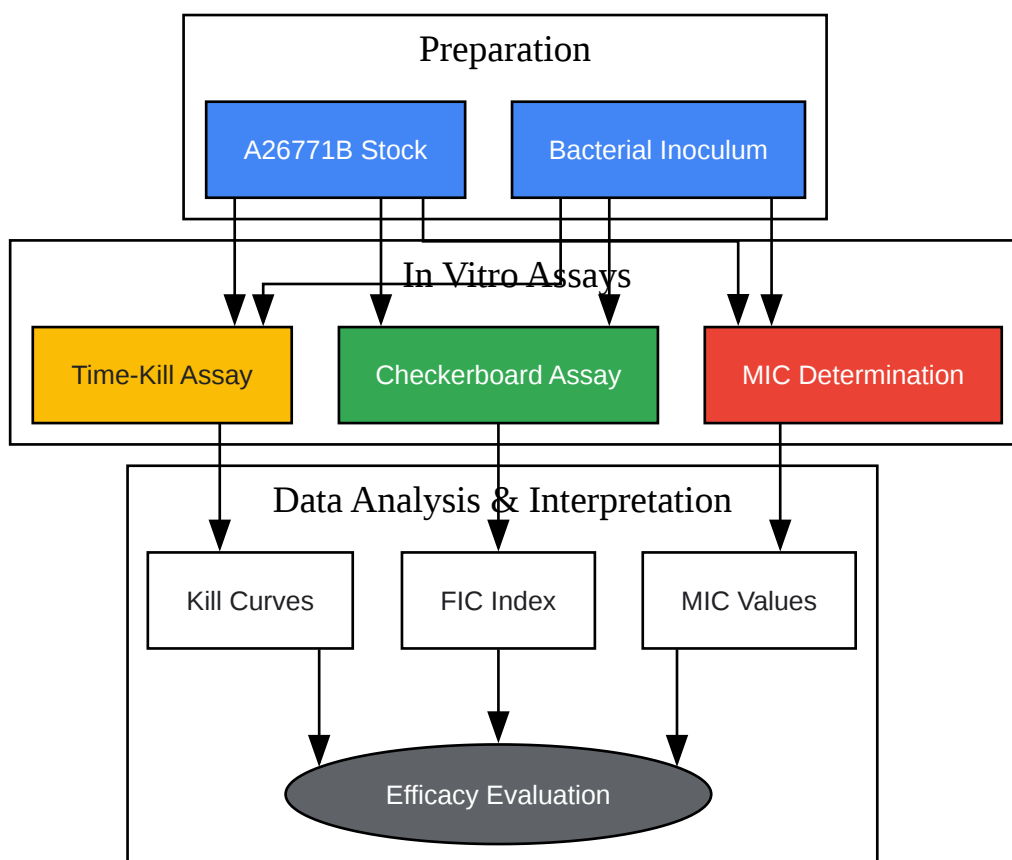 Preparation
A26771B Stock
Bacterial Inoculum
In Vitro Assays
Time-Kill Assay
Checkerboard Assay
MIC Determination
Data Analysis & Interpretation
Kill Curves
FIC Index
MIC Values
Efficacy Evaluation